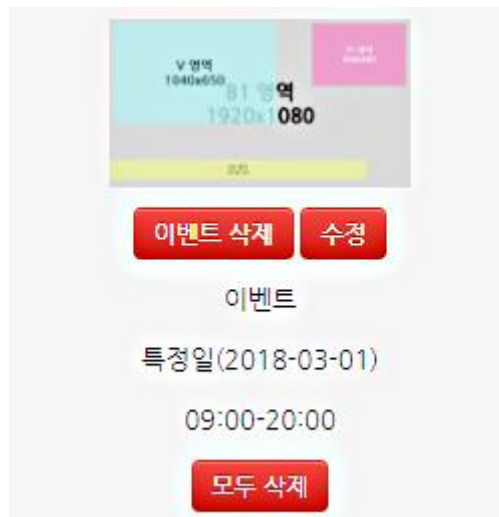 V 영역
1040x650
B1 영역
1920x1080
이벤트 삭제 수정
이벤트
특정일(2018-03-01)
09:00-20:00
모두 삭제